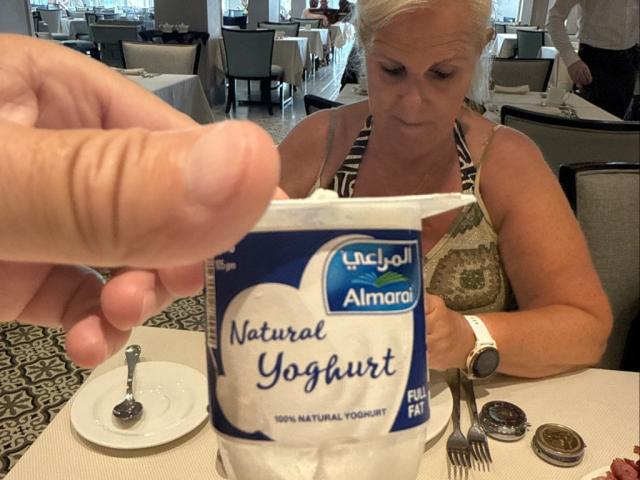 المراعي
Almarai
Natural
Yoghurt
100% NATURAL YOGHURT
FULL
FAT